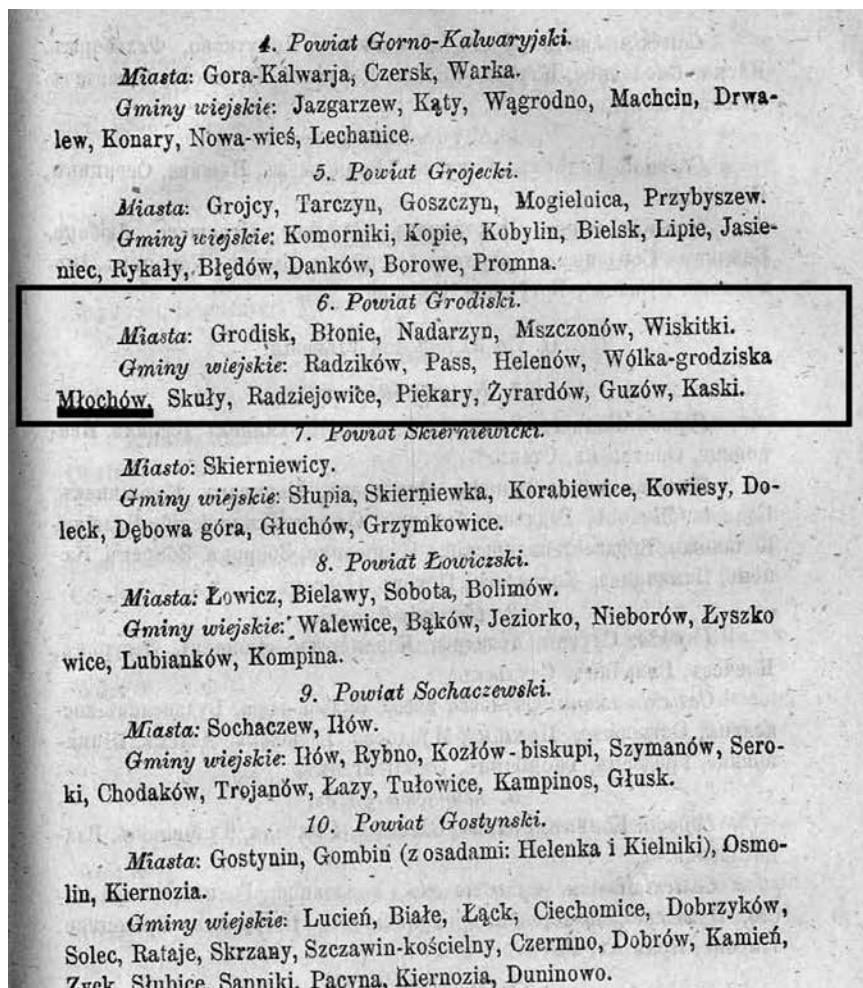 4. Powiat Gorno-Kalwaryjski.
Miasta: Gora-Kalwarja, Czersk, Warka.
Gminy wiejskie: Jazgarzew, Kąty, Wągrodno, Machcin, Drwa-
lew, Konary, Nowa-wieś, Lechanice.
5. Powiat Grojecki.
Miasta: Grojcy, Tarczyn, Goszczyn, Mogielnica, Przybyszew.
Gminy wiejskie: Komorniki, Kopie, Kobylin, Bielsk, Lipie, Jasie-
niec, Rykały, Błędów, Danków, Borowe, Promna.
6. Powiat Grodiski.
Miasta: Grodisk, Błonie, Nadarzyn, Mszczonów, Wiskitki.
Gminy wiejskie: Radzików, Pass, Helenów, Wólka-grodziska
Młochów, Skuły, Radziejowice, Piekary, Żyrardów, Guzów, Kaski.
7. Powiat Skierniewicki.
Miasto: Skierniewicy.
Gminy wiejskie: Słupia, Skierniewka, Korabiewice, Kowiesy, Do-
leck, Dębowa góra, Głuchów, Grzymkowice.
8. Powiat Łowiczski.
Miasta: Łowicz, Bielawy, Sobota, Bolimów.
Gminy wiejskie: Walewice, Bąków, Jeziorko, Nieborów, Łyszko
wice, Lubianków, Kompina.
9. Powiat Sochaczewski.
Miasta: Sochaczew, Iłów.
Gminy wiejskie: Iłów, Rybno, Kozłów-biskupi, Szymanów, Sero-
ki, Chodaków, Trojanów, Łazy, Tułowice, Kampinos, Głusk.
10. Powiat Gostynski.
Miasta: Gostynin, Gombin (z osadami: Helenka i Kielniki), Osmo-
lin, Kiernozia.
Gminy wiejskie: Lucień, Białe, Łąck, Ciechomice, Dobrzyków,
Solec, Rataje, Skrzany, Szczawin-kościelny, Czermno, Dobrów, Kamień,
Zyck, Słubice, Sanniki, Pacyna, Kiernozia, Duninowo.